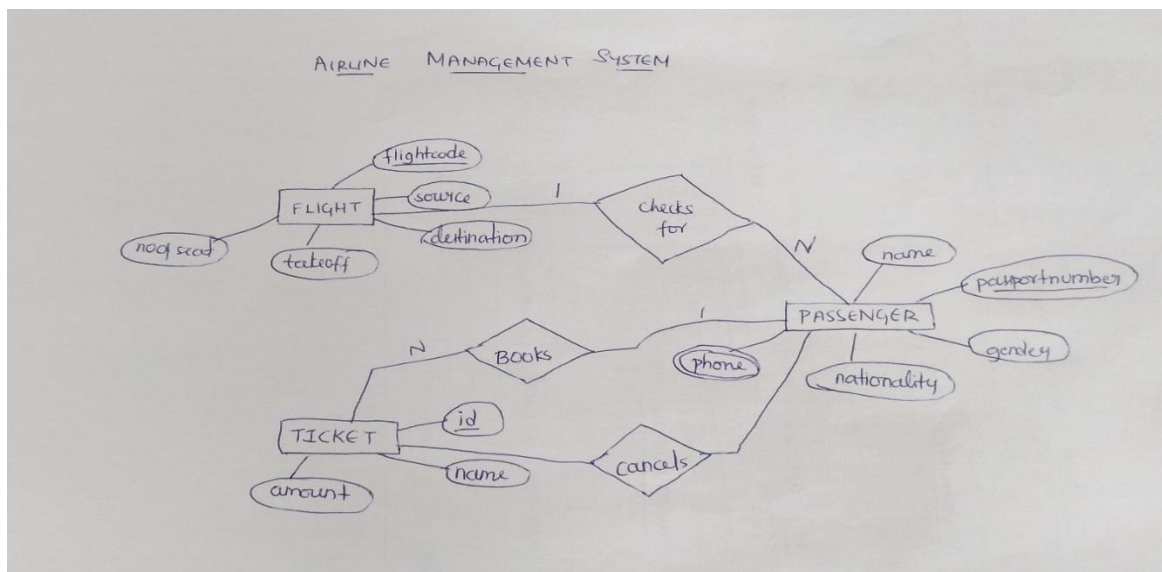 AIRLINE MANAGEMENT SYSTEM
flightcode
FLIGHT
source
1
checks
for
destination
noof seat
takeoff
N
name
passportnumber
PASSENGER
1
N
BOOKS
phone
gender
nationality
id
TICKET
name
cancels
amount